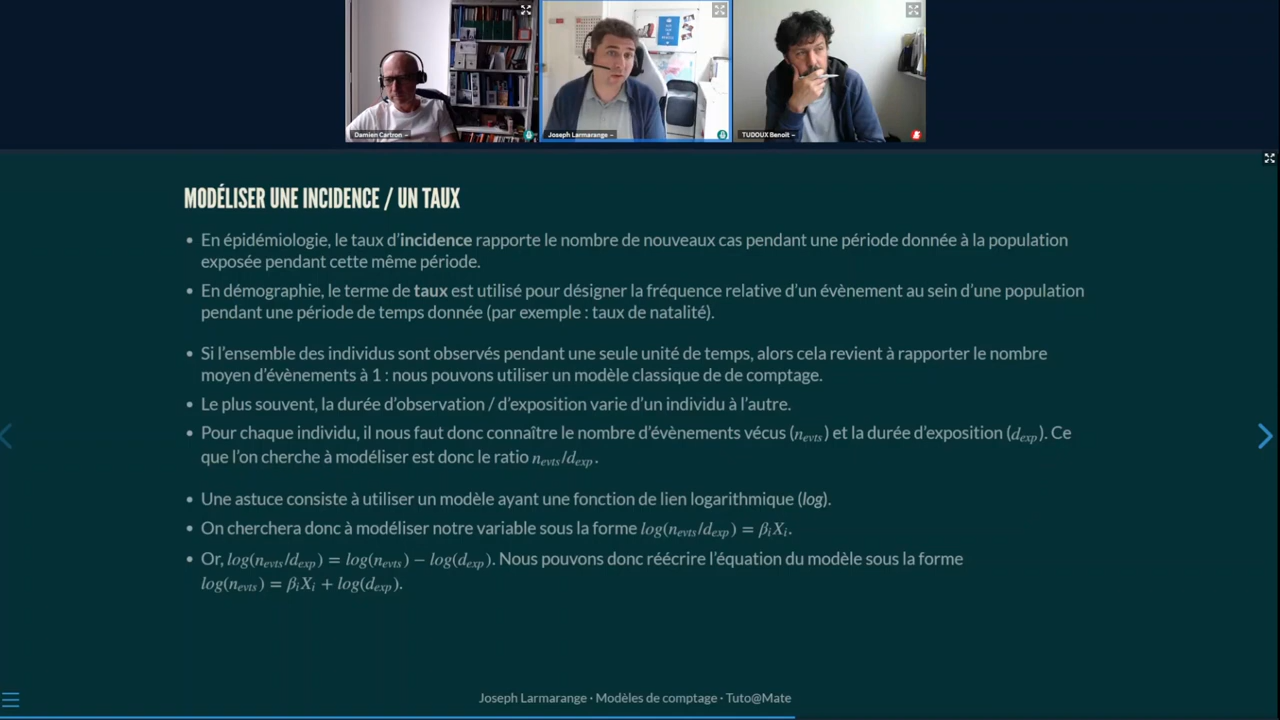 Damien Cartron –
Joseph Larmarange –
TUDOUX Benoit –
MODÉLISER UNE INCIDENCE / UN TAUX
• En épidémiologie, le taux d’incidence rapporte le nombre de nouveaux cas pendant une période donnée à la population
exposée pendant cette même période.
• En démographie, le terme de taux est utilisé pour désigner la fréquence relative d’un évènement au sein d’une population
pendant une période de temps donnée (par exemple : taux de natalité).
• Si l’ensemble des individus sont observés pendant une seule unité de temps, alors cela revient à rapporter le nombre
moyen d’évènements à 1 : nous pouvons utiliser un modèle classique de de comptage.
• Le plus souvent, la durée d’observation / d’exposition varie d’un individu à l’autre.
• Pour chaque individu, il nous faut donc connaître le nombre d’évènements vécus (n_evts) et la durée d’exposition (d_exp). Ce
que l’on cherche à modéliser est donc le ratio n_evts/d_exp.
• Une astuce consiste à utiliser un modèle ayant une fonction de lien logarithmique (log).
• On cherchera donc à modéliser notre variable sous la forme log(n_evts/d_exp) = β_iX_i.
• Or, log(n_evts/d_exp) = log(n_evts) − log(d_exp). Nous pouvons donc réécrire l’équation du modèle sous la forme
log(n_evts) = β_iX_i + log(d_exp).
Joseph Larmarange · Modèles de comptage · Tuto@Mate